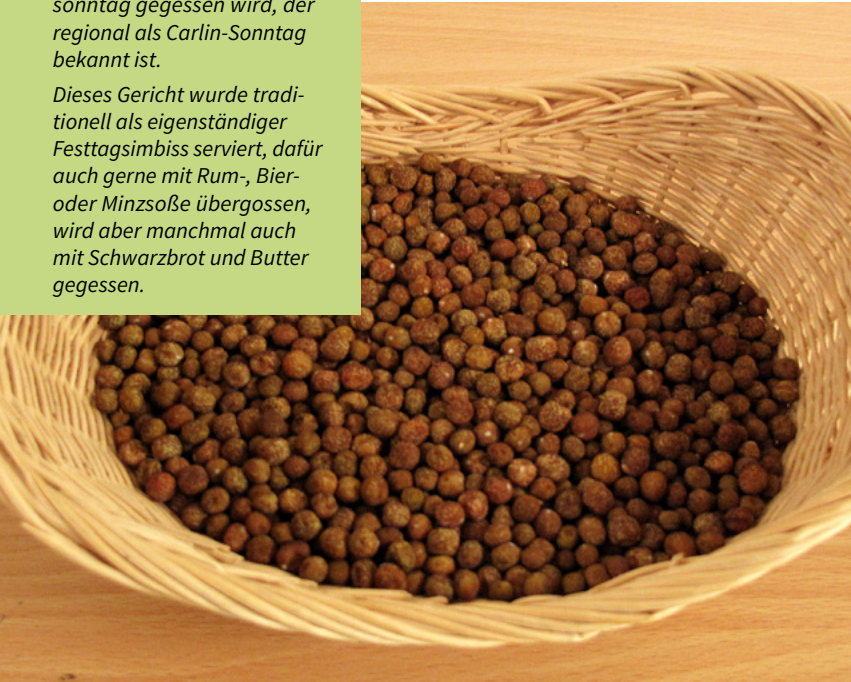 sonntag gegessen wird, der
regional als Carlin-Sonntag
bekannt ist.
Dieses Gericht wurde tradi-
tionell als eigenständiger
Festtagsimbiss serviert, dafür
auch gerne mit Rum-, Bier-
oder Minzsoße übergossen,
wird aber manchmal auch
mit Schwarzbrot und Butter
gegessen.